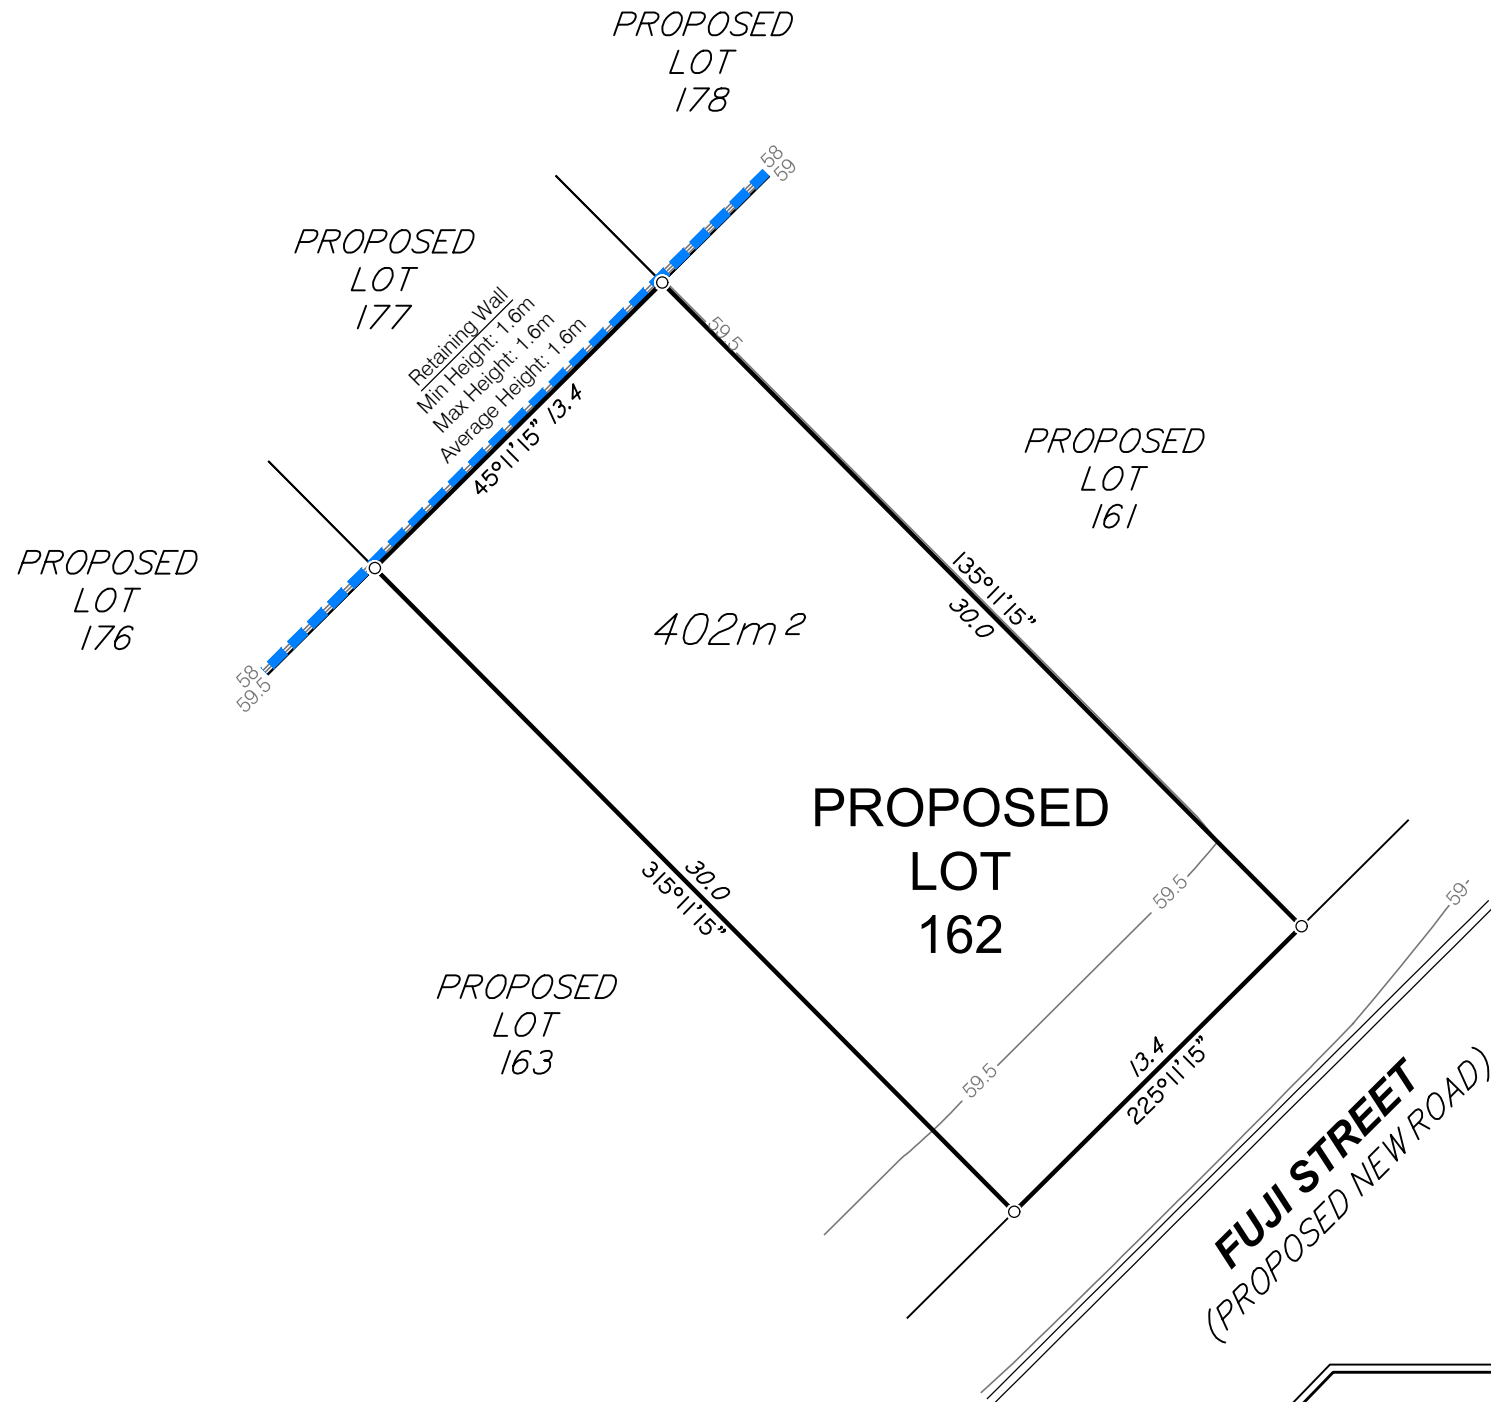 PROPOSED
LOT
178
58
59
PROPOSED
LOT
177
Retaining Wall
Min Height: 1.6m
Max Height: 1.6m
Average Height: 1.6m
45°11'15" 13.4
59.5
PROPOSED
LOT
161
135°11'15"
30.0
PROPOSED
LOT
176
58
59.5
402m²
PROPOSED
LOT
162
30.0
315°11'15"
59.5
59-
PROPOSED
LOT
163
59.5
13.4
225°11'15"
FUJI STREET
(PROPOSED NEW ROAD)